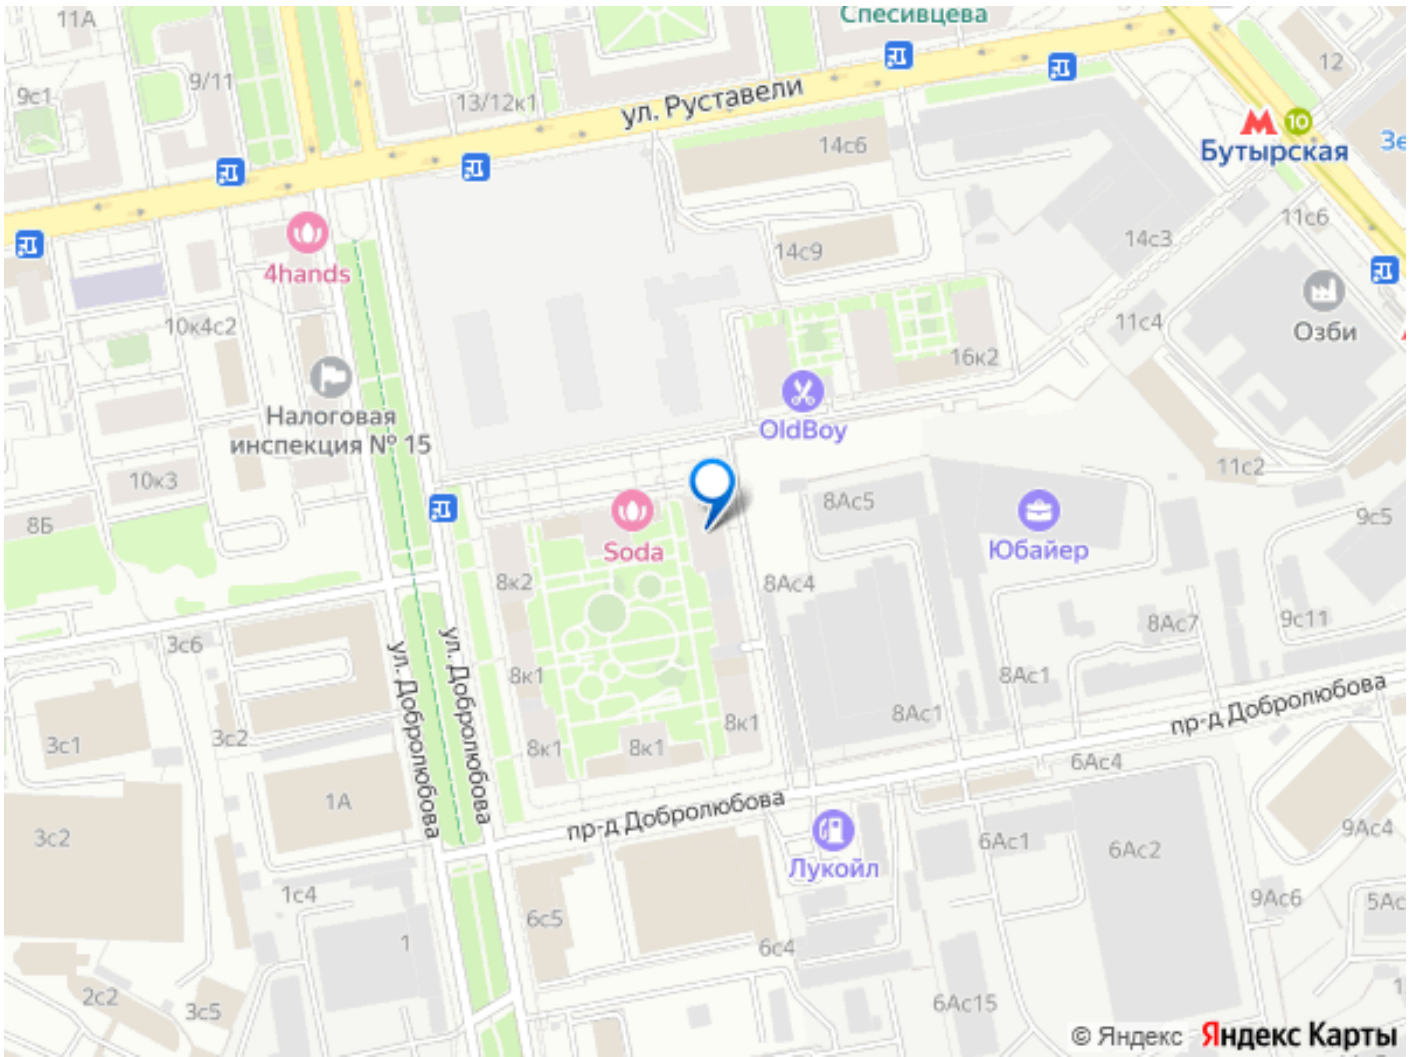 11А
Спесивцева
9/11
12
9с1
13/12к1
ул. Руставели
10
Бутырская
Зе
14с6
11с6
14с3
14с9
4hands
Озби
10к4с2
11с4
16к2
Налоговая
инспекция № 15
OldBoy
11с2
10к3
8Ас5
9с5
8Б
Soda
Юбайер
8к2
8Ас4
9с11
8Ас7
3с6
ул. Добролюбова
ул. Добролюбова
8к1
8Ас1
пр-д Добролюбова
8Ас1
8к1
3с1
3с2
8к1
8к1
6Ас4
1А
пр-д Добролюбова
3с2
9Ас4
6Ас1
6Ас2
Лукойл
1с4
9Ас6
5Ас
6с5
1
6с4
2с2
3с5
6Ас15
1
© Яндекс Яндекс Карты